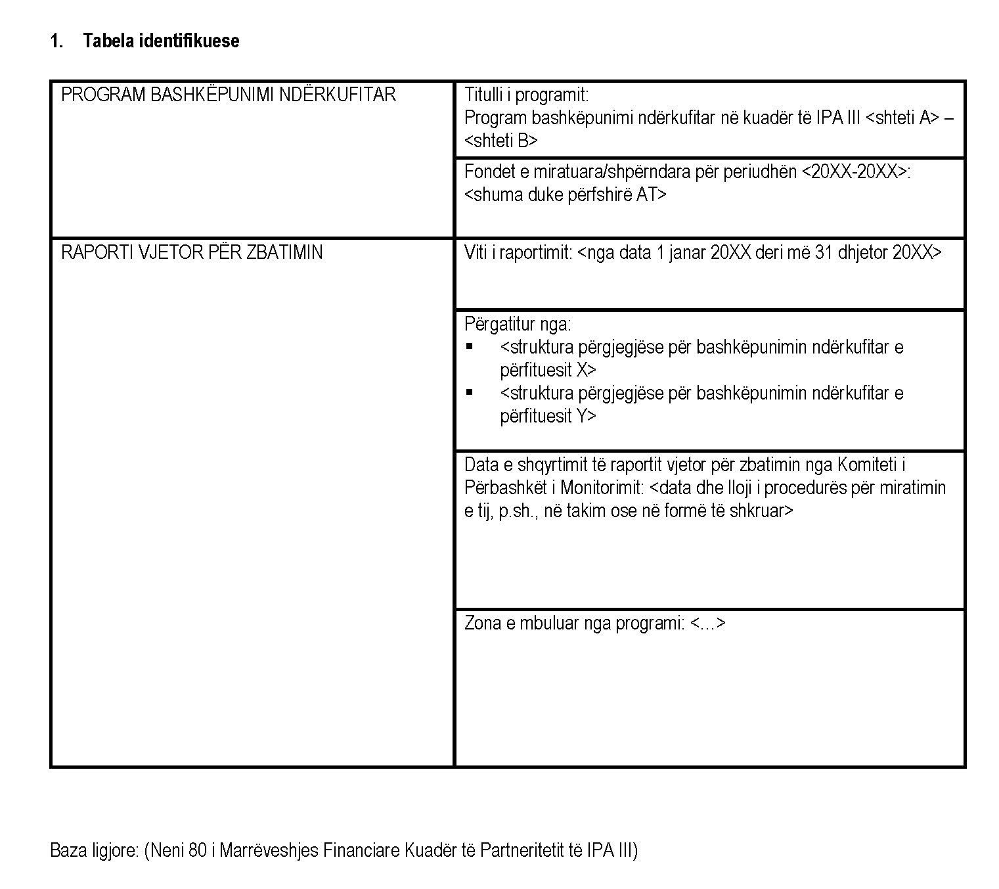 1. Tabela identifikuese
PROGRAM BASHKËPUNIMI NDËRKUFITAR
Titulli i programit:
Program bashkëpunimi ndërkufitar në kuadër të IPA III <shteti A> –
<shteti B>
Fondet e miratuara/shpërndara për periudhën <20XX-20XX>:
<shuma duke përfshirë AT>
RAPORTI VJETOR PËR ZBATIMIN
Viti i raportimit: <nga data 1 janar 20XX deri më 31 dhjetor 20XX>
Përgatitur nga:
▪ <struktura përgjegjëse për bashkëpunimin ndërkufitar e
përfituesit X>
▪ <struktura përgjegjëse për bashkëpunimin ndërkufitar e
përfituesit Y>
Data e shqyrtimit të raportit vjetor për zbatimin nga Komiteti i
Përbashkët i Monitorimit: <data dhe lloji i procedurës për miratimin
e tij, p.sh., në takim ose në formë të shkruar>
Zona e mbuluar nga programi: <…>
Baza ligjore: (Neni 80 i Marrëveshjes Financiare Kuadër të Partneritetit të IPA III)